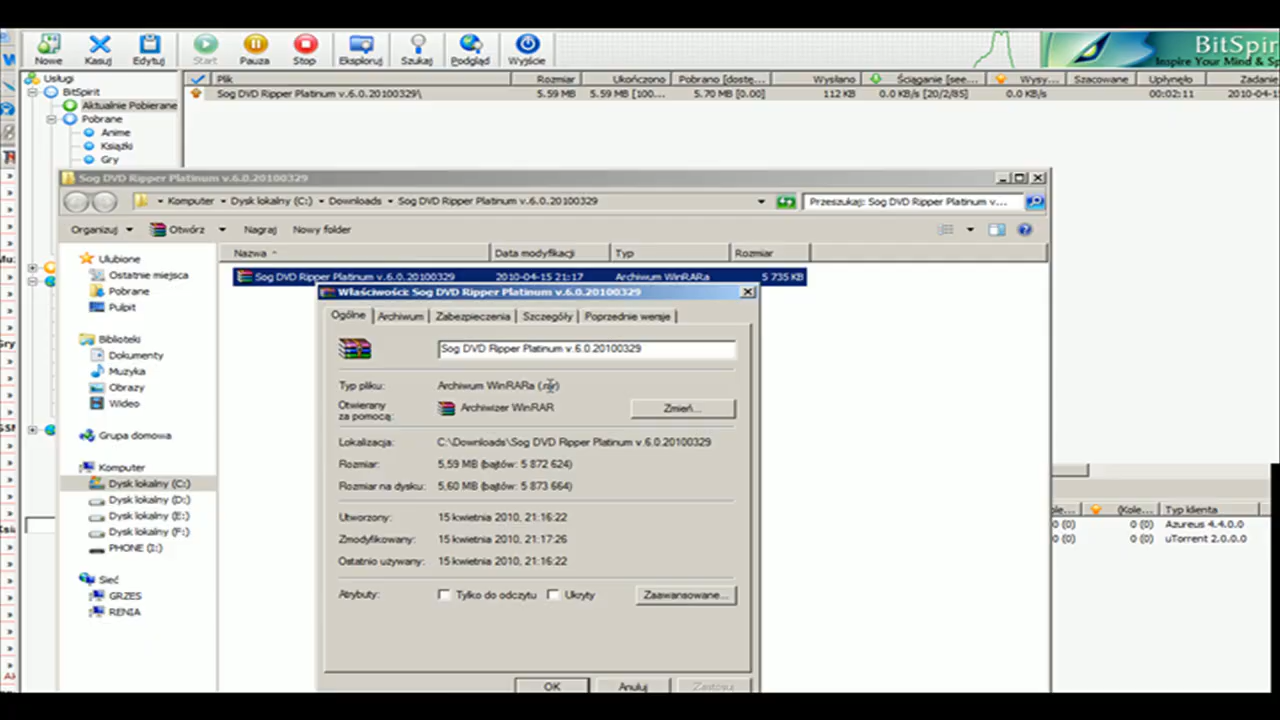 BitSpiri
Inspire Your Mind & Sp
Nowe Kasuj Edytuj Start Pauza Stop Eksploruj Szukaj Podgląd Wyjście
Usługi
BitSpirit
Aktualnie Pobierane
Pobrane
Anime
Książki
Gry
Plik Rozmiar Ukończono Pobrano [dostę... Wysłano Ściąganie [see... Wysy... Szacowane Upłynęło Zadanie
Sog DVD Ripper Platinum v.6.0.20100329\ 5.59 MB 5.59 MB [100... 5.70 MB [0.00] 112 KB 0.0 KB/s [20/2/85] 0.0 KB/s 00:02:11 2010-04-15
Sog DVD Ripper Platinum v.6.0.20100329
Komputer Dysk lokalny (C:) Downloads Sog DVD Ripper Platinum v.6.0.20100329 Przeszukaj: Sog DVD Ripper Platinum v...
Organizuj Otwórz Nagraj Nowy folder
Ulubione
Ostatnie miejsca
Pobrane
Pulpit
Biblioteki
Dokumenty
Muzyka
Obrazy
Wideo
Grupa domowa
Komputer
Dysk lokalny (C:)
Dysk lokalny (D:)
Dysk lokalny (E:)
Dysk lokalny (F:)
PHONE (I:)
Sieć
GRZES
RENIA
Nazwa Data modyfikacji Typ Rozmiar
Sog DVD Ripper Platinum v.6.0.20100329 2010-04-15 21:17 Archiwum WinRARa 5 735 KB
Właściwości: Sog DVD Ripper Platinum v.6.0.20100329
Ogólne Archiwum Zabezpieczenia Szczegóły Poprzednie wersje
Sog DVD Ripper Platinum v.6.0.20100329
Typ pliku: Archiwum WinRARa
Otwierany za pomocą: Archiwizer WinRAR Zmień...
Lokalizacja: C:\Downloads\Sog DVD Ripper Platinum v.6.0.20100329
Rozmiar: 5,59 MB (bajtów: 5 872 624)
Rozmiar na dysku: 5,60 MB (bajtów: 5 873 664)
Utworzony: 15 kwietnia 2010, 21:16:22
Zmodyfikowany: 15 kwietnia 2010, 21:17:26
Ostatnio używany: 15 kwietnia 2010, 21:16:22
Atrybuty: Tylko do odczytu Ukryty Zaawansowane...
OK Anuluj Zastosuj
ole... (Kole... Typ klienta
0 (0) 0 (0) Azureus 4.4.0.0
0 (0) 0 (0) uTorrent 2.0.0.0